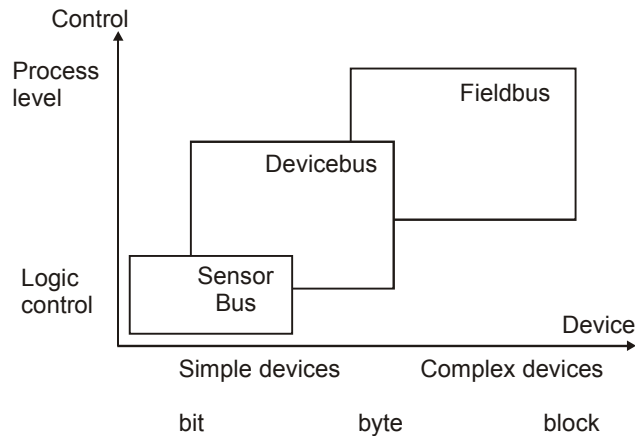 Control
Process
level
Fieldbus
Devicebus
Logic
control
Sensor
Bus
Device
Simple devices Complex devices
bit byte block